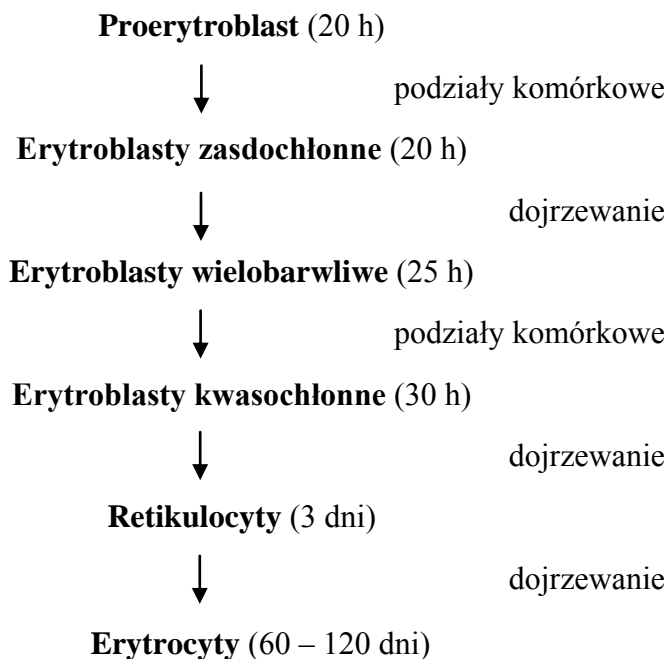 Proerytroblast (20 h)
podziały komórkowe
Erytroblasty zasdochłonne (20 h)
dojrzewanie
Erytroblasty wielobarwliwe (25 h)
podziały komórkowe
Erytroblasty kwasochłonne (30 h)
dojrzewanie
Retikulocyty (3 dni)
dojrzewanie
Erytrocyty (60 – 120 dni)